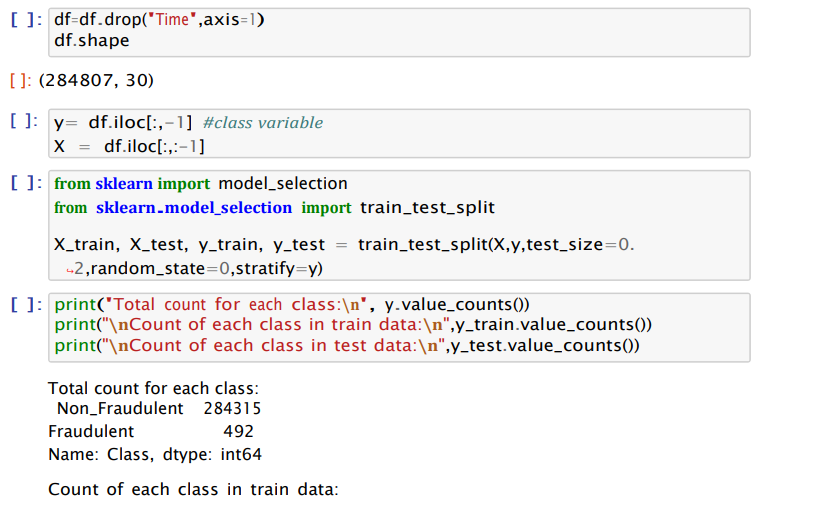 [ ]: df=df.drop("Time",axis=1)
df.shape
[ ]: (284807, 30)
[ ]: y= df.iloc[:,-1] #class variable
X = df.iloc[:,:-1]
[ ]: from sklearn import model_selection
from sklearn.model_selection import train_test_split
X_train, X_test, y_train, y_test = train_test_split(X,y,test_size=0.
↪2,random_state=0,stratify=y)
[ ]: print("Total count for each class:\n", y.value_counts())
print("\nCount of each class in train data:\n",y_train.value_counts())
print("\nCount of each class in test data:\n",y_test.value_counts())
Total count for each class:
Non_Fraudulent 284315
Fraudulent 492
Name: Class, dtype: int64
Count of each class in train data: